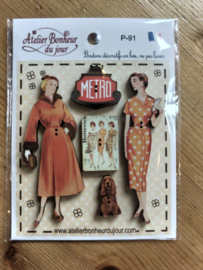 Atelier Bonheur
du jour
P-91
Boutons décoratifs en bois, ne pas laver
METRO
www.atelierbonheurdujour.com